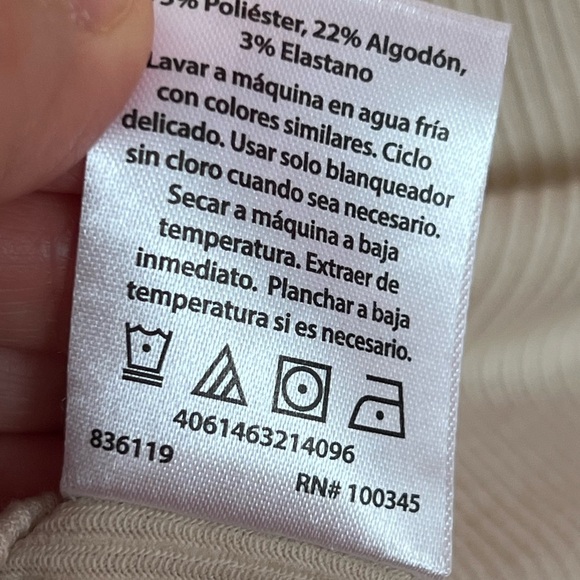 5% Poliéster, 22% Algodón,
3% Elastano
Lavar a máquina en agua fría
con colores similares. Ciclo
delicado. Usar solo blanqueador
sin cloro cuando sea necesario.
Secar a máquina a baja
temperatura. Extraer de
inmediato. Planchar a baja
temperatura si es necesario.
4061463214096
836119
RN# 100345